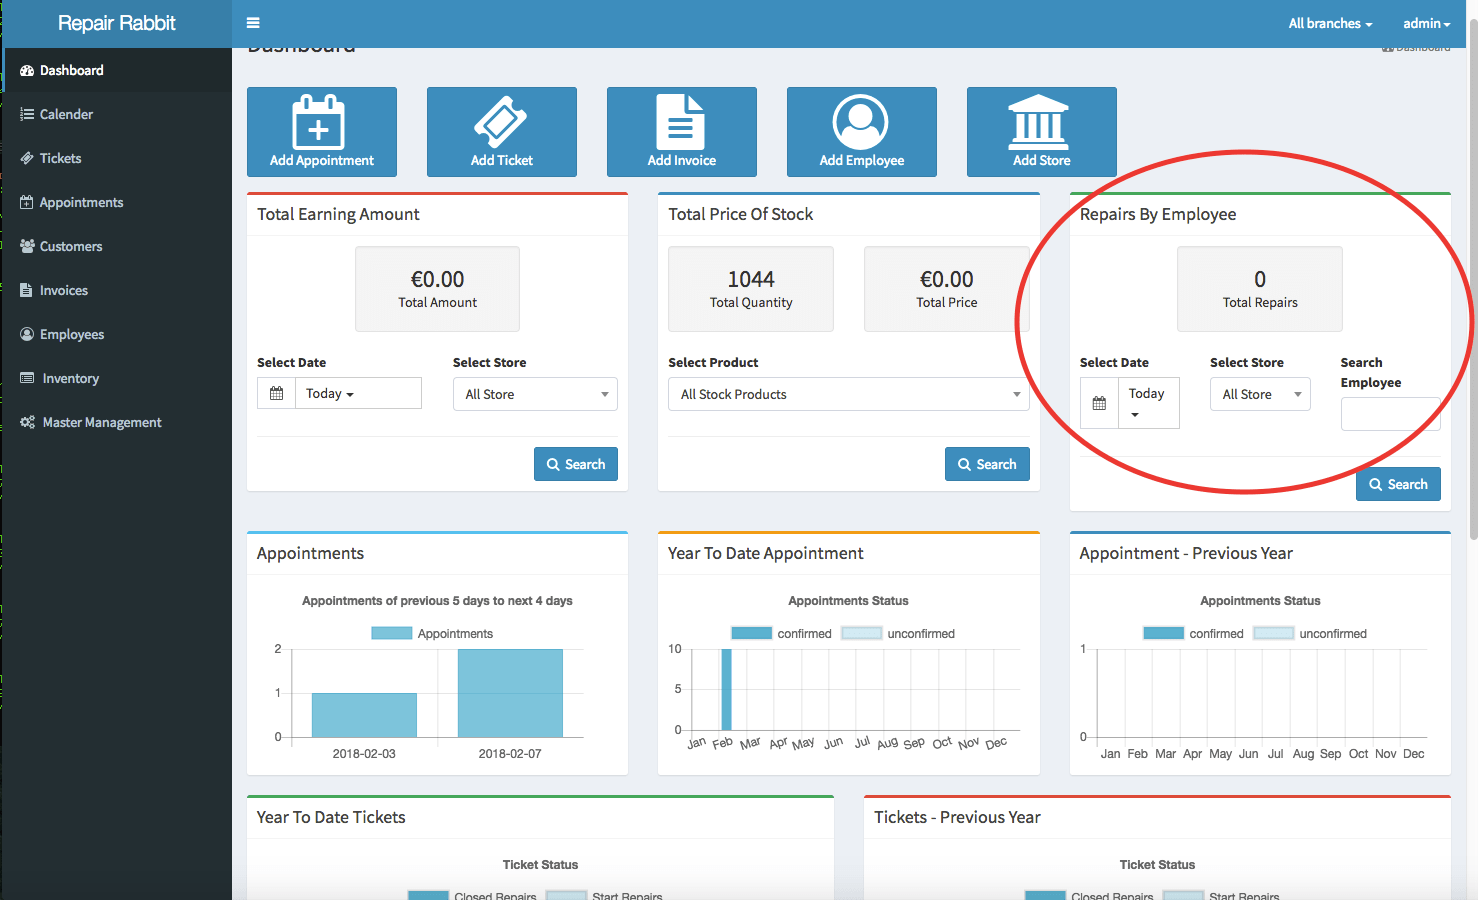 Repair Rabbit
All branches
admin
Dashboard
Dashboard
Dashboard
Calender
Tickets
Appointments
Customers
Invoices
Employees
Inventory
Master Management
Add Appointment
Add Ticket
Add Invoice
Add Employee
Add Store
Total Earning Amount
€0.00
Total Amount
Select Date
Today
Select Store
All Store
Search
Total Price Of Stock
1044
Total Quantity
€0.00
Total Price
Select Product
All Stock Products
Search
Repairs By Employee
0
Total Repairs
Select Date
Today
Select Store
All Store
Search
Employee
Search
Appointments
Appointments of previous 5 days to next 4 days
Appointments
2
1
0
2018-02-03 2018-02-07
Year To Date Appointment
Appointments Status
confirmed unconfirmed
10
5
0
Jan Feb Mar Apr May Jun Jul Aug Sep Oct Nov Dec
Appointment - Previous Year
Appointments Status
confirmed unconfirmed
1
0
Jan Feb Mar Apr May Jun Jul Aug Sep Oct Nov Dec
Year To Date Tickets
Ticket Status
Closed Repairs Start Repairs
Tickets - Previous Year
Ticket Status
Closed Repairs Start Repairs